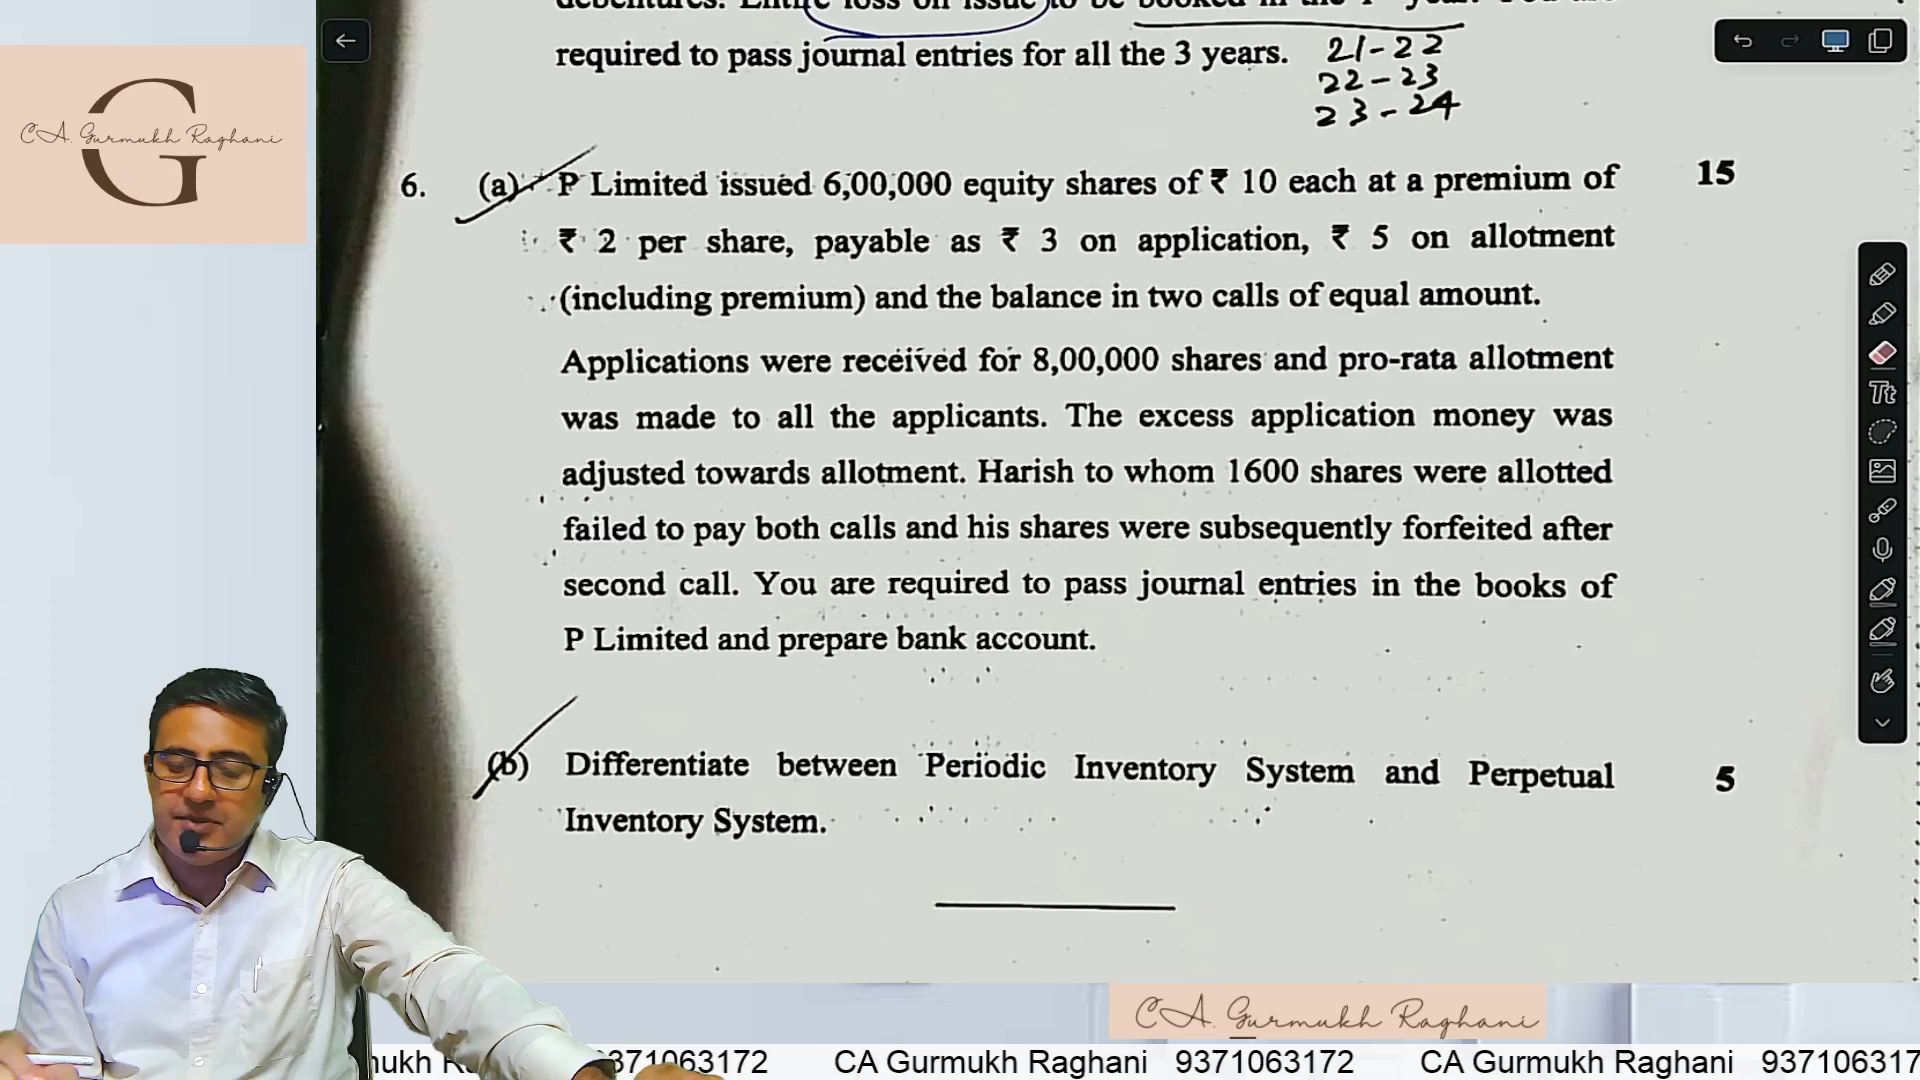 required to pass journal entries for all the 3 years.
21-22
22-23
23-24
CA. Gurmukh Raghani
G
6. (a) P Limited issued 6,00,000 equity shares of ₹ 10 each at a premium of 15
₹ 2 per share, payable as ₹ 3 on application, ₹ 5 on allotment
(including premium) and the balance in two calls of equal amount.
Applications were received for 8,00,000 shares and pro-rata allotment
was made to all the applicants. The excess application money was
adjusted towards allotment. Harish to whom 1600 shares were allotted
failed to pay both calls and his shares were subsequently forfeited after
second call. You are required to pass journal entries in the books of
P Limited and prepare bank account.
(b) Differentiate between Periodic Inventory System and Perpetual 5
Inventory System.
Tt
CA. Gurmukh Raghani
371063172 CA Gurmukh Raghani 9371063172 CA Gurmukh Raghani 937106317